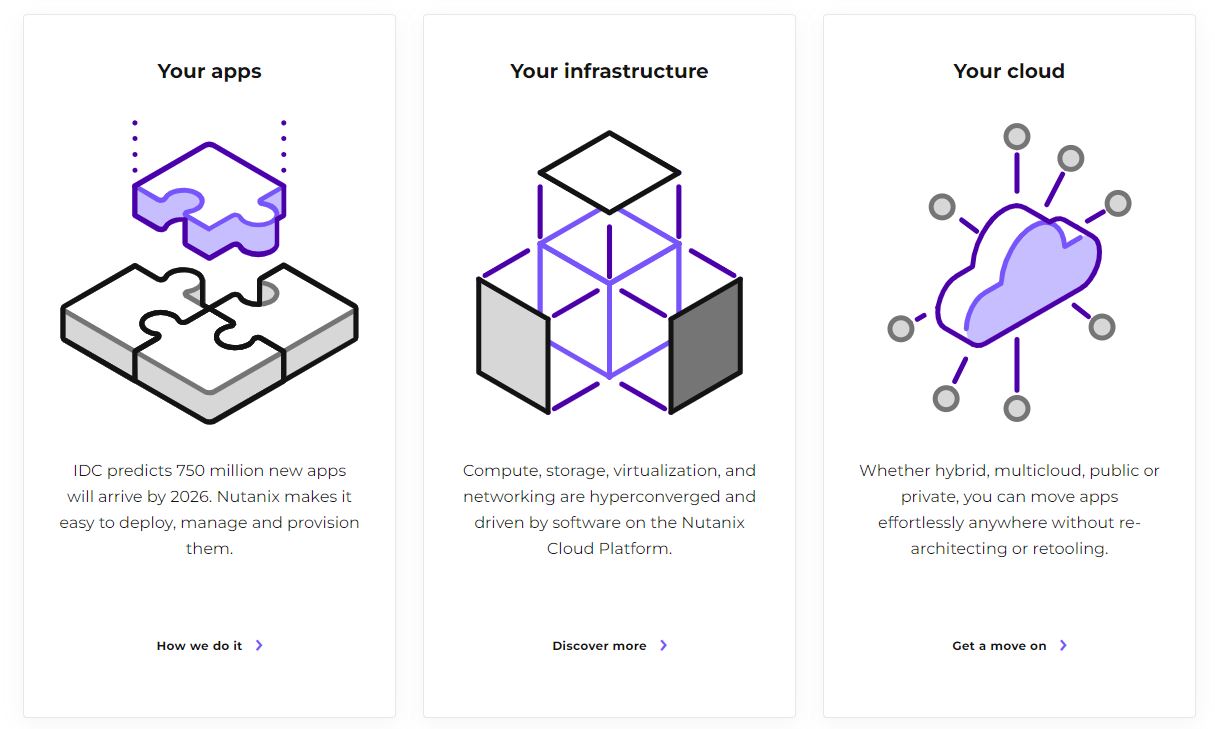 Your apps
IDC predicts 750 million new apps
will arrive by 2026. Nutanix makes it
easy to deploy, manage and provision
them.
How we do it
Your infrastructure
Compute, storage, virtualization, and
networking are hyperconverged and
driven by software on the Nutanix
Cloud Platform.
Discover more
Your cloud
Whether hybrid, multicloud, public or
private, you can move apps
effortlessly anywhere without re-
architecting or retooling.
Get a move on